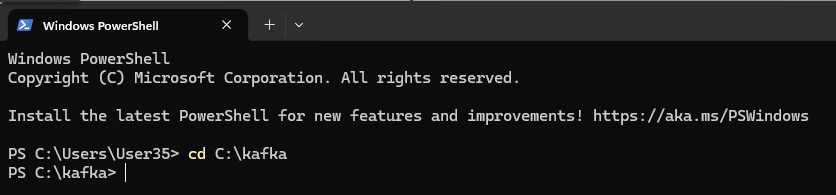 Windows PowerShell
Windows PowerShell
Copyright (C) Microsoft Corporation. All rights reserved.
Install the latest PowerShell for new features and improvements! https://aka.ms/PSWindows
PS C:\Users\User35> cd C:\kafka
PS C:\kafka>